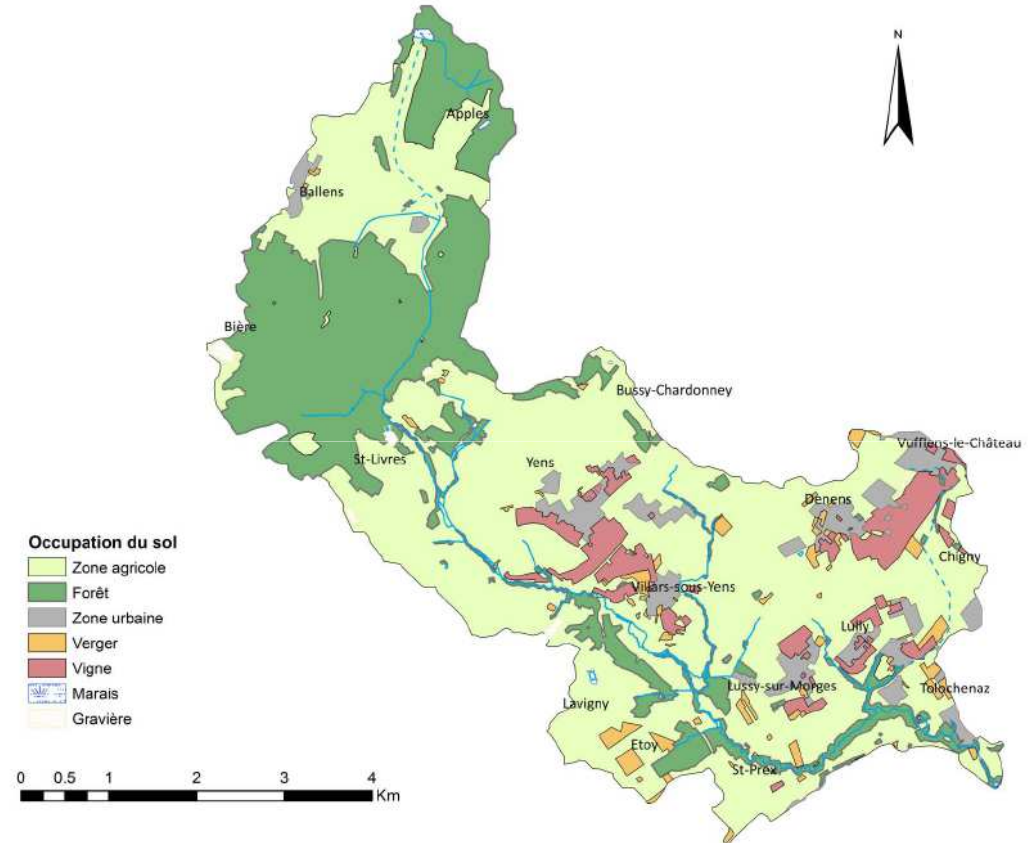 N
Apples
Ballens
Bière
Bussy-Chardonney
Vufflens-le-Château
St-Livres
Yens
Denens
Chigny
Villars-sous-Yens
Lully
Lussy-sur-Morges
Tolochenaz
Lavigny
Etoy
St-Prex
Occupation du sol
Zone agricole
Forêt
Zone urbaine
Verger
Vigne
Marais
Gravière
0 0.5 1 2 3 4
Km